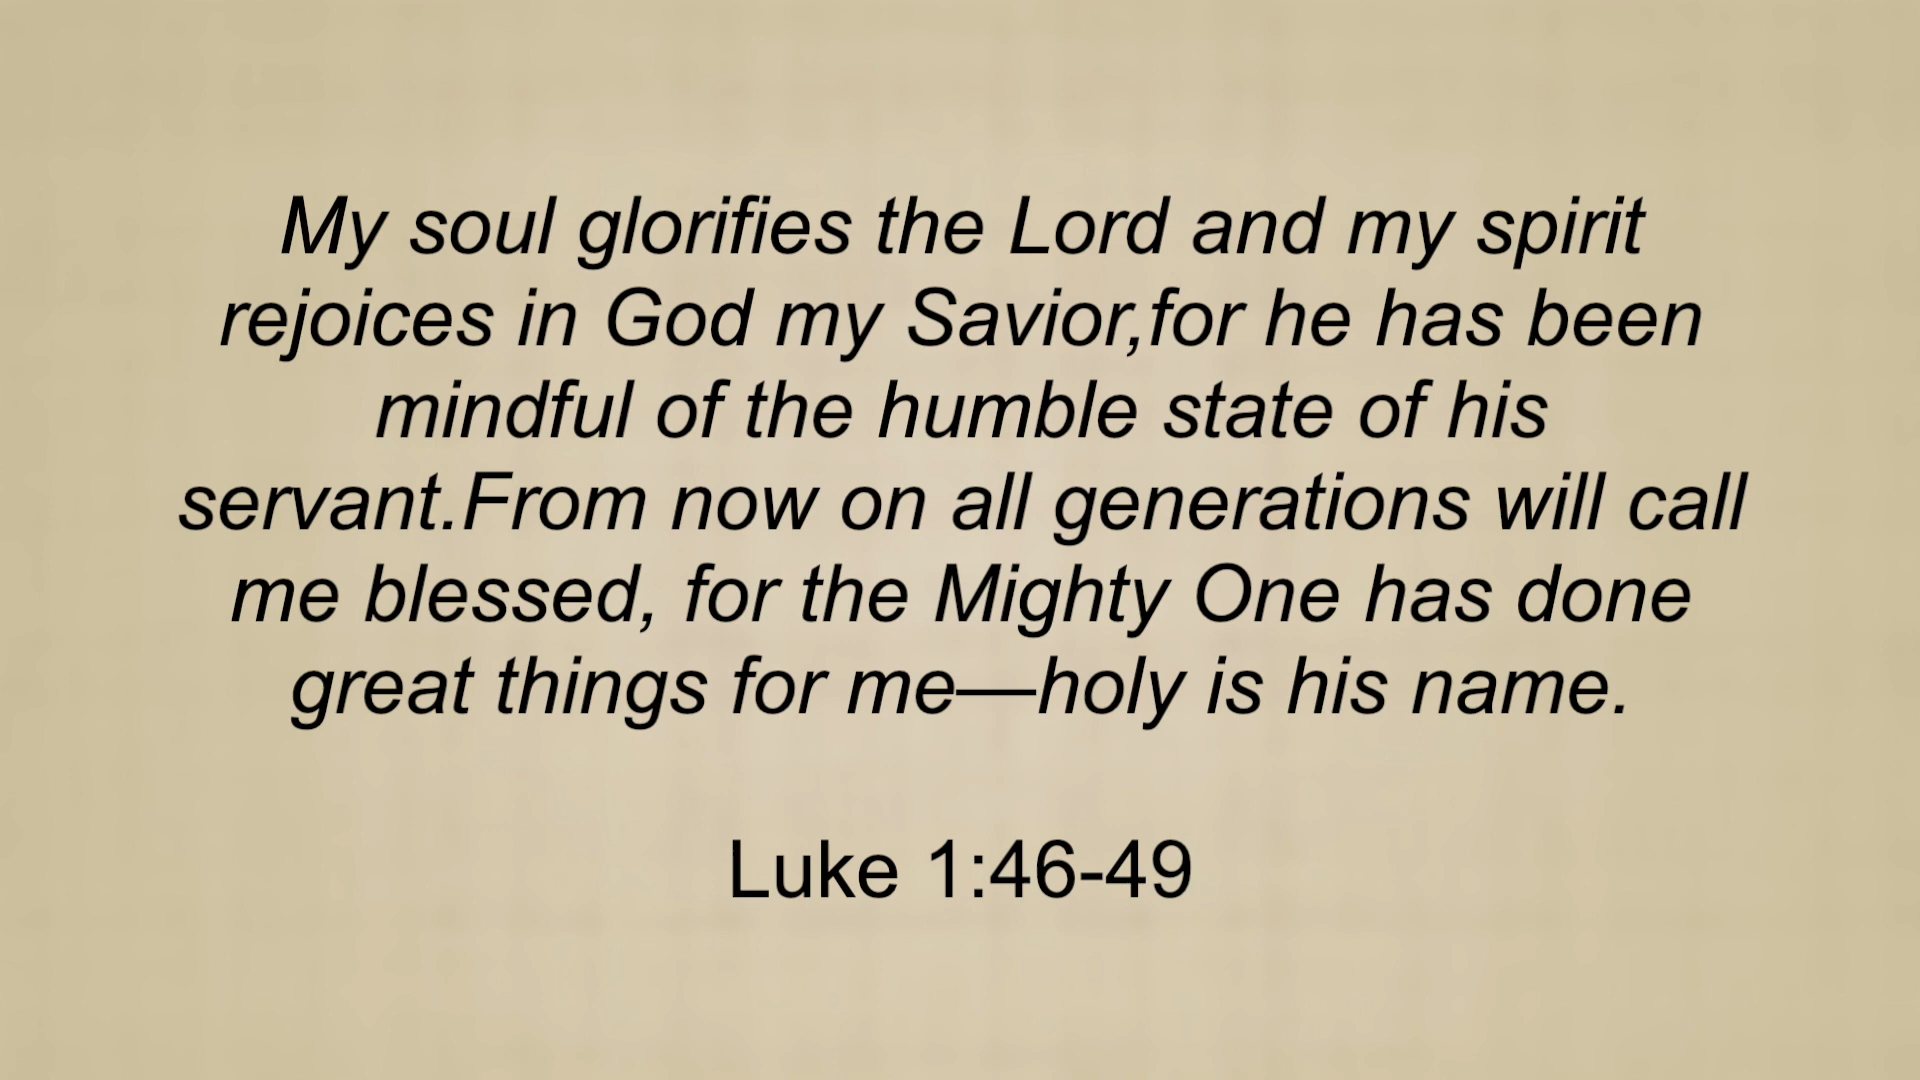 My soul glorifies the Lord and my spirit
rejoices in God my Savior,for he has been
mindful of the humble state of his
servant.From now on all generations will call
me blessed, for the Mighty One has done
great things for me—holy is his name.
Luke 1:46-49